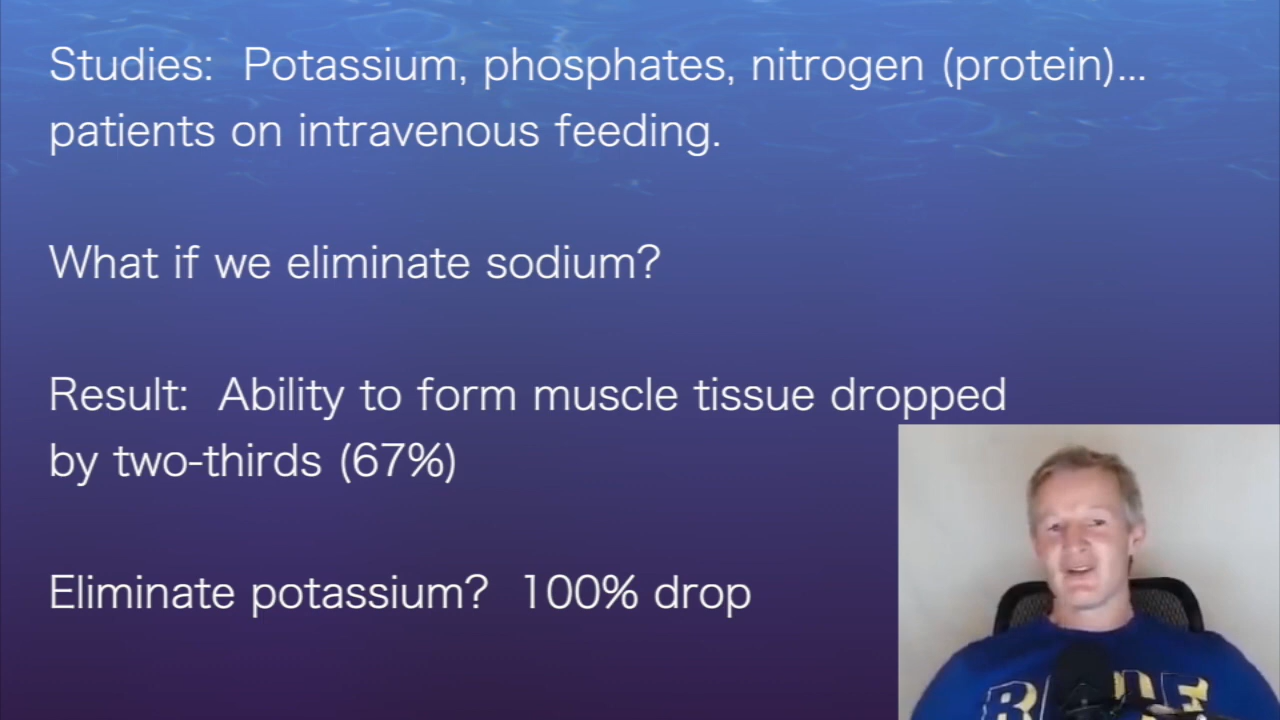 Studies:  Potassium, phosphates, nitrogen (protein)...
patients on intravenous feeding.
What if we eliminate sodium?
Result:  Ability to form muscle tissue dropped
by two-thirds (67%)
Eliminate potassium?  100% drop